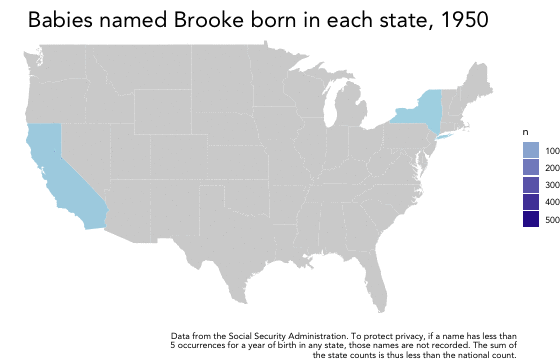 Babies named Brooke born in each state, 1950
n
100
200
300
400
500
Data from the Social Security Administration. To protect privacy, if a name has less than
5 occurrences for a year of birth in any state, those names are not recorded. The sum of
the state counts is thus less than the national count.